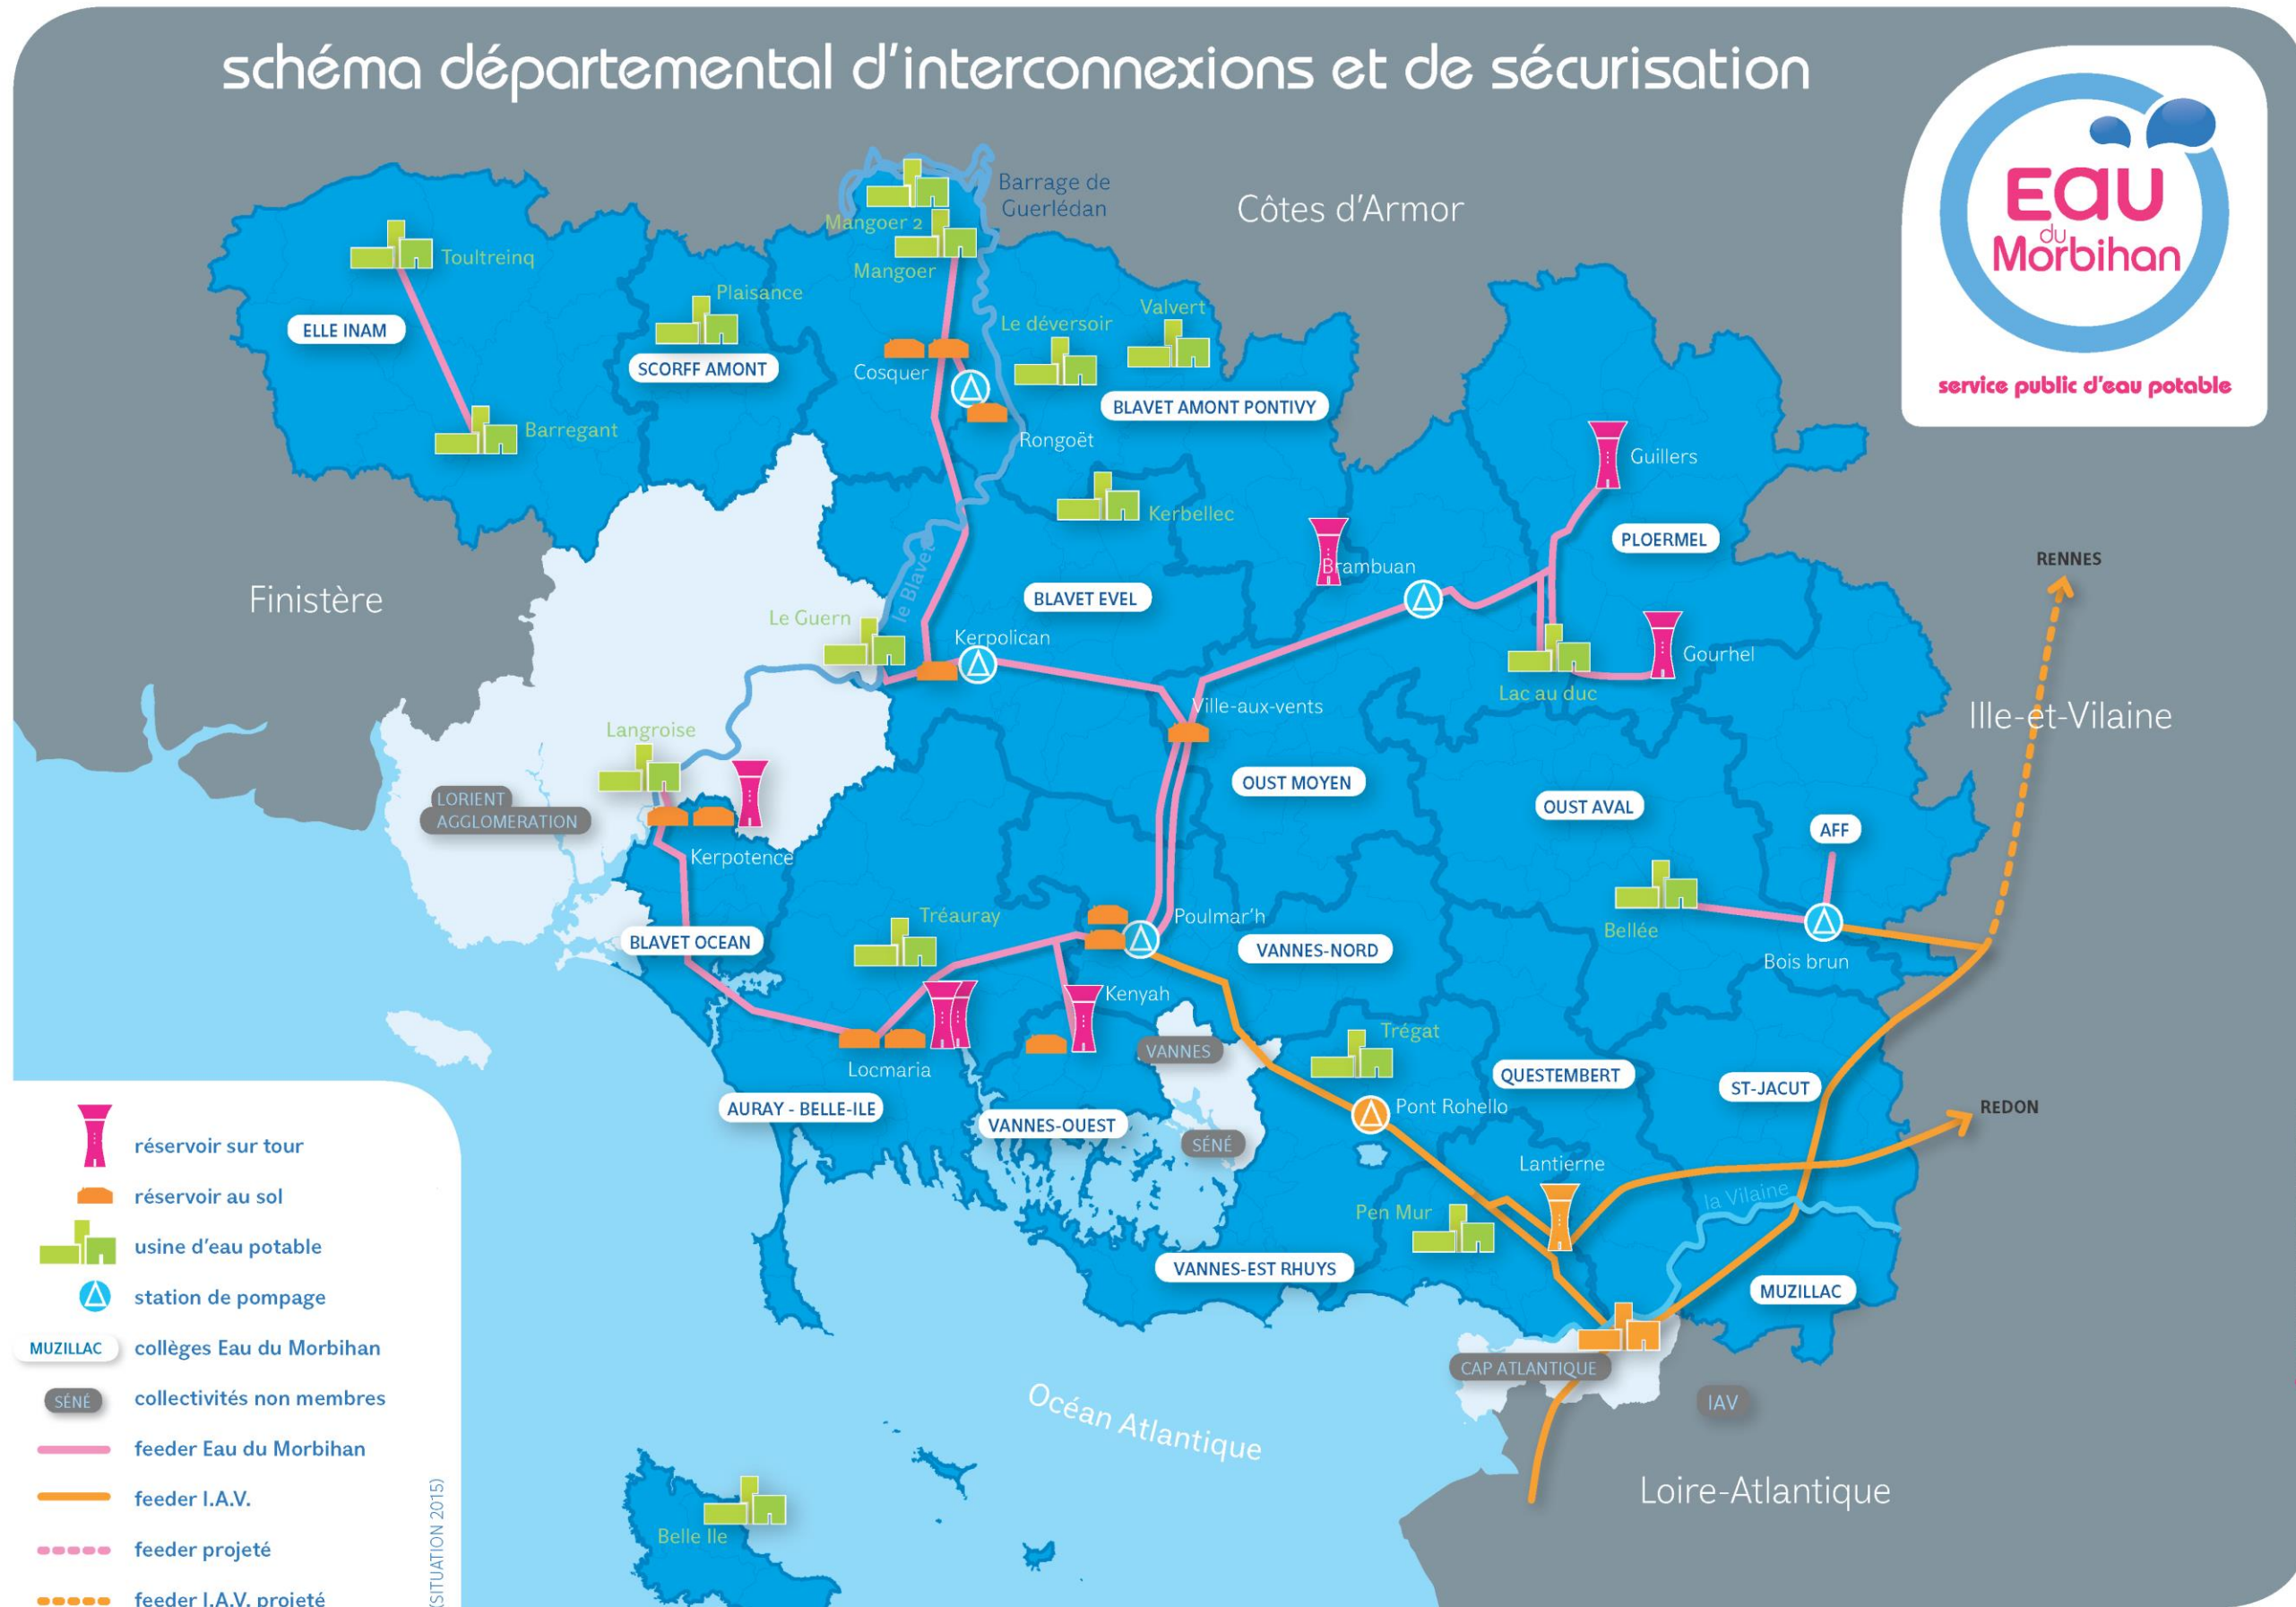 schéma départemental d'interconnexions et de sécurisation
Eau
du
Morbihan
service public d'eau potable
Barrage de
Guerlédan
Côtes d'Armor
Mangoer 2
Mangoer
Toultreinq
Plaisance
Valvert
Le déversoir
ELLE INAM
SCORFF AMONT
Cosquer
BLAVET AMONT PONTIVY
Barregant
Rongoët
Guillers
Kerbellec
PLOERMEL
Brambuan
RENNES
Finistère
le Blavet
BLAVET EVEL
Le Guern
Kerpolican
Gourhel
Lac au duc
Ville-aux-vents
Ille-et-Vilaine
Langroise
OUST MOYEN
LORIENT
AGGLOMERATION
OUST AVAL
AFF
Kerpotence
Tréauray
Poulmar'h
Bellée
BLAVET OCEAN
VANNES-NORD
Bois brun
Kenyah
Trégat
VANNES
Locmaria
QUESTEMBERT
ST-JACUT
AURAY - BELLE-ILE
Pont Rohello
REDON
VANNES-OUEST
SÉNÉ
Lantierne
la Vilaine
Pen Mur
VANNES-EST RHUYS
MUZILLAC
CAP ATLANTIQUE
IAV
Océan Atlantique
Loire-Atlantique
Belle Ile
réservoir sur tour
réservoir au sol
usine d'eau potable
station de pompage
MUZILLAC collèges Eau du Morbihan
SÉNÉ collectivités non membres
feeder Eau du Morbihan
feeder I.A.V.
feeder projeté
feeder I.A.V. projeté
(SITUATION 2015)